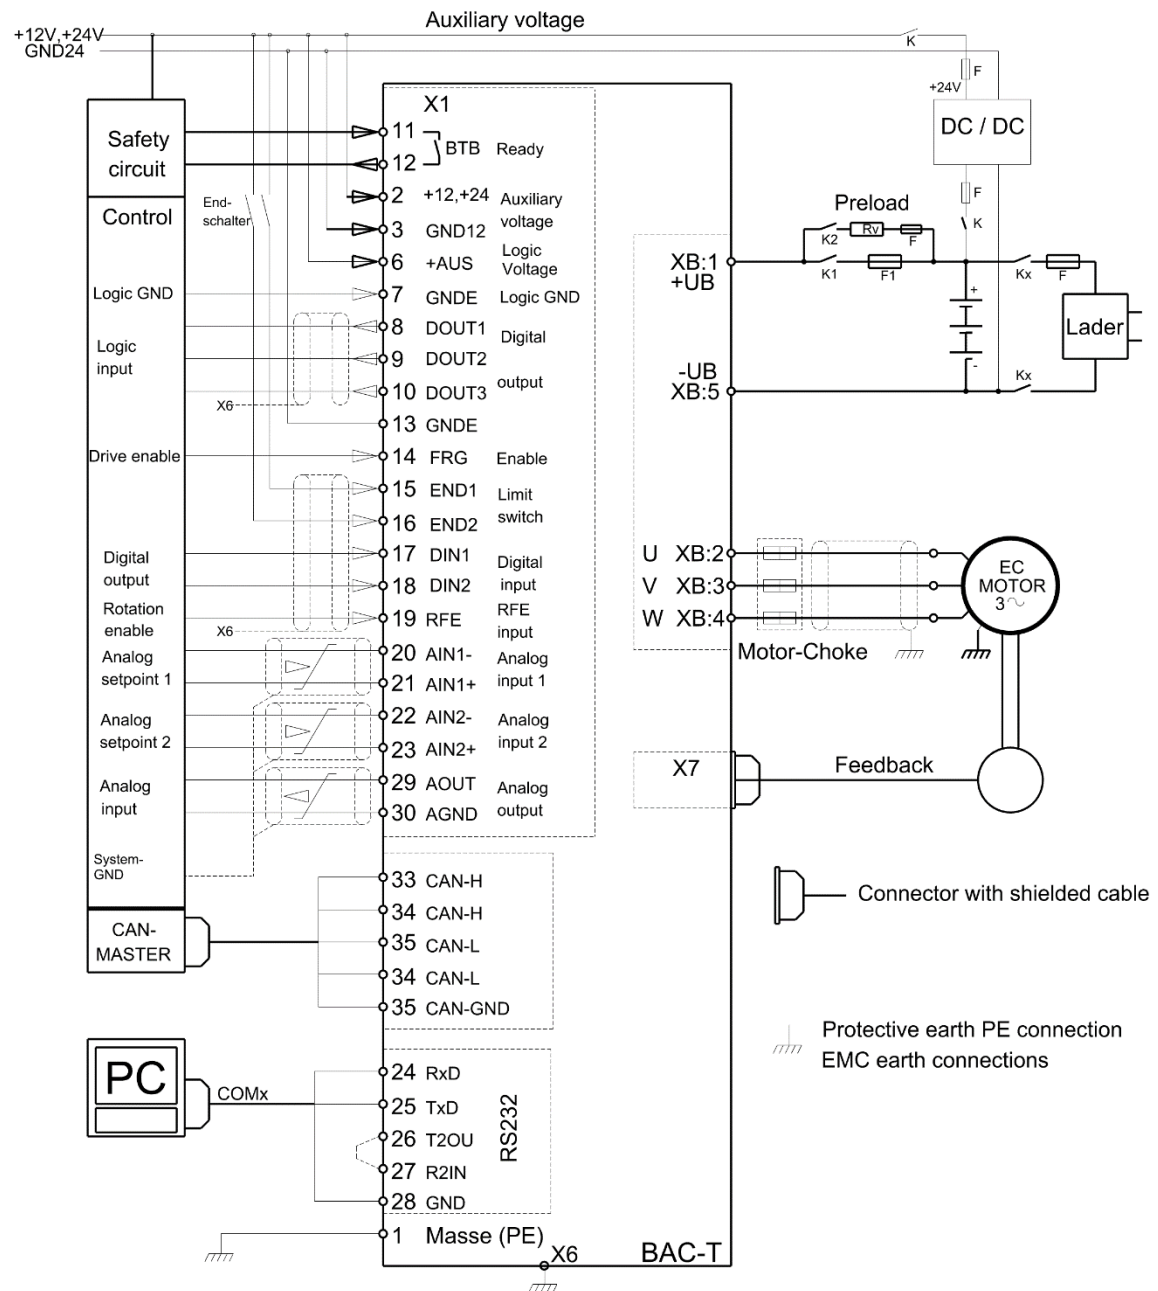 Auxiliary voltage
+12V,+24V
GND24
K
F
+24V
DC / DC
F
K
Safety
circuit
Control
End-
schalter
Logic GND
Logic
input
X6
Drive enable
Digital
output
Rotation
enable
X6
Analog
setpoint 1
Analog
setpoint 2
Analog
input
System-
GND
CAN-
MASTER
PC
COMx
X1
11
12 BTB Ready
2 +12,+24 Auxiliary
voltage
3 GND12
6 +AUS Logic
Voltage
7 GNDE Logic GND
8 DOUT1 Digital
9 DOUT2
10 DOUT3 output
13 GNDE
14 FRG Enable
15 END1 Limit
switch
16 END2
17 DIN1 Digital
input
18 DIN2
19 RFE RFE
input
20 AIN1- Analog
input 1
21 AIN1+
22 AIN2- Analog
input 2
23 AIN2+
29 AOUT Analog
output
30 AGND
33 CAN-H
34 CAN-H
35 CAN-L
34 CAN-L
35 CAN-GND
24 RxD
25 TxD
26 T2OU
27 R2IN
28 GND
RS232
1 Masse (PE)
X6
BAC-T
Preload
K2 Rv F
K1 F1
XB:1
+UB
-UB
XB:5
+
-
Kx F
Lader
Kx
U XB:2
V XB:3
W XB:4
Motor-Choke
EC
MOTOR
3~
X7
Feedback
Connector with shielded cable
Protective earth PE connection
EMC earth connections